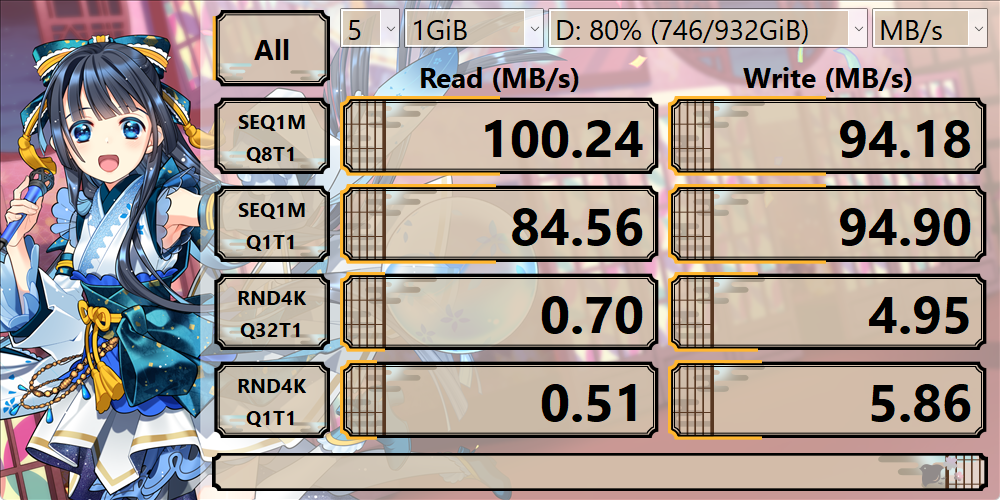 All
5
1GiB
D: 80% (746/932GiB)
MB/s
Read (MB/s)
Write (MB/s)
SEQ1M
Q8T1
100.24
94.18
SEQ1M
Q1T1
84.56
94.90
RND4K
Q32T1
0.70
4.95
RND4K
Q1T1
0.51
5.86